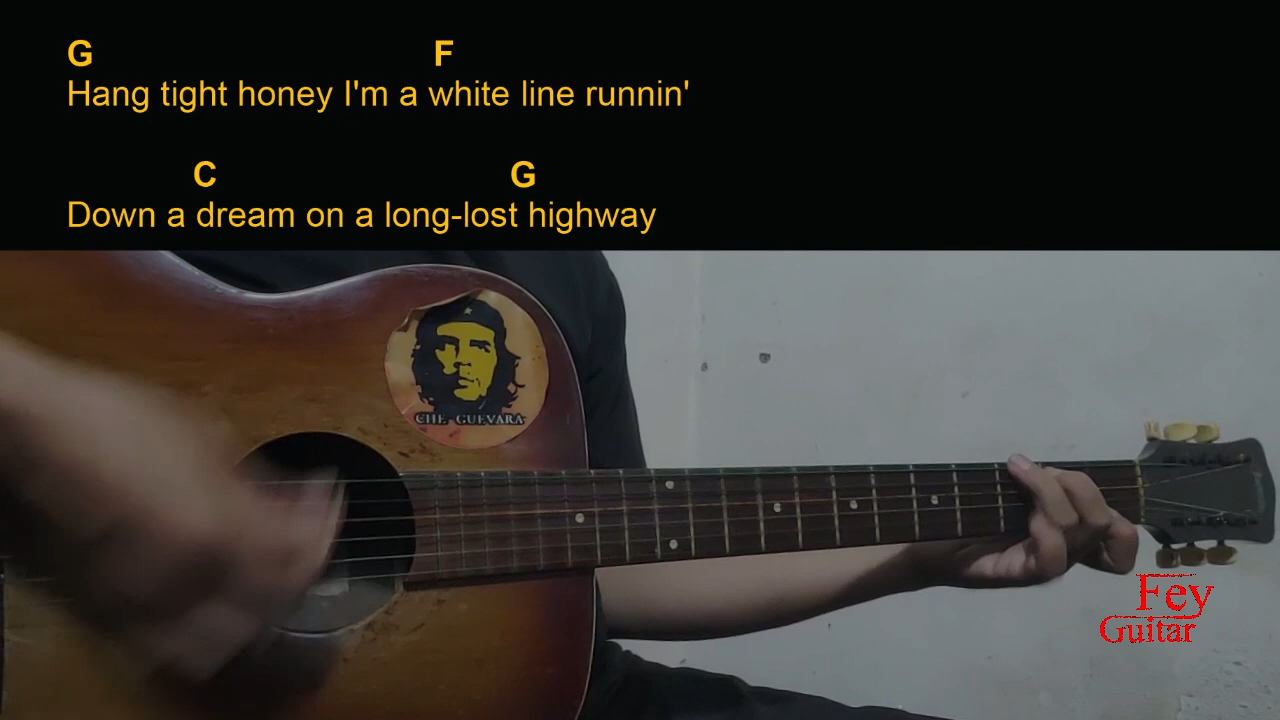 G F
Hang tight honey I'm a white line runnin'
C G
Down a dream on a long-lost highway
CHE GUEVARA
Fey
Guitar